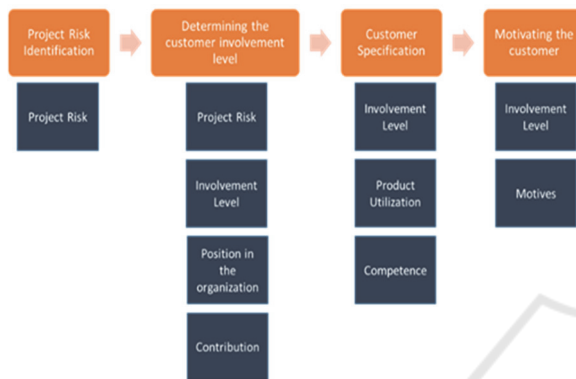 Project Risk
Identification
Determining the
customer involvement
level
Customer
Specification
Motivating the
customer
Project Risk
Project Risk
Involvement
Level
Position in
the
organization
Contribution
Involvement
Level
Product
Utilization
Competence
Involvement
Level
Motives